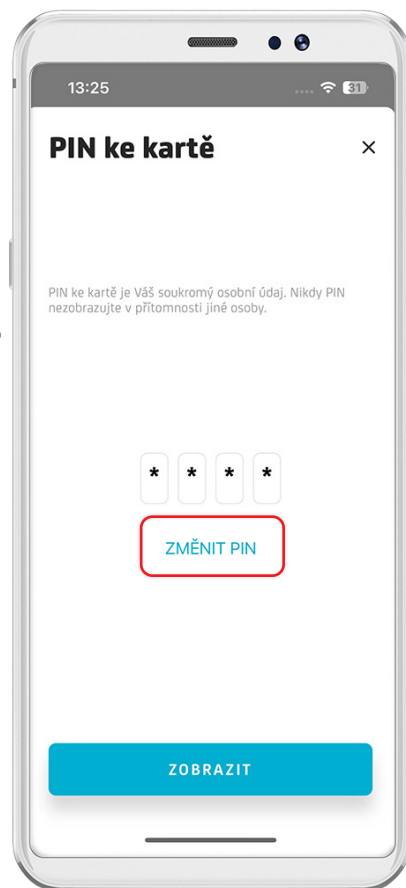 13:25
31
PIN ke kartě
PIN ke kartě je Váš soukromý osobní údaj. Nikdy PIN
nezobrazujte v přítomnosti jiné osoby.
* * * *
ZMĚNIT PIN
ZOBRAZIT